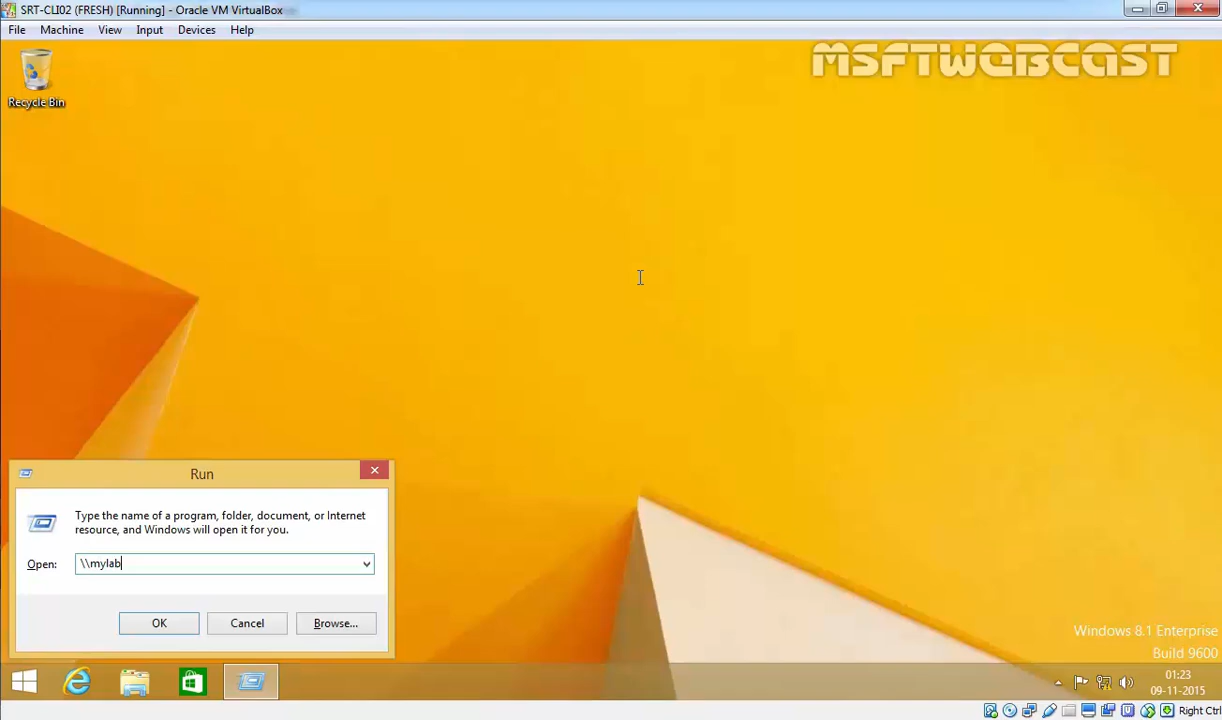 SRT-CLI02 (FRESH) [Running] - Oracle VM VirtualBox
File Machine View Input Devices Help
MSFTWEBCAST
Recycle Bin
Run
Type the name of a program, folder, document, or Internet
resource, and Windows will open it for you.
Open: \\mylab
OK Cancel Browse...
Windows 8.1 Enterprise
Build 9600
01:23
09-11-2015
Right Ctrl